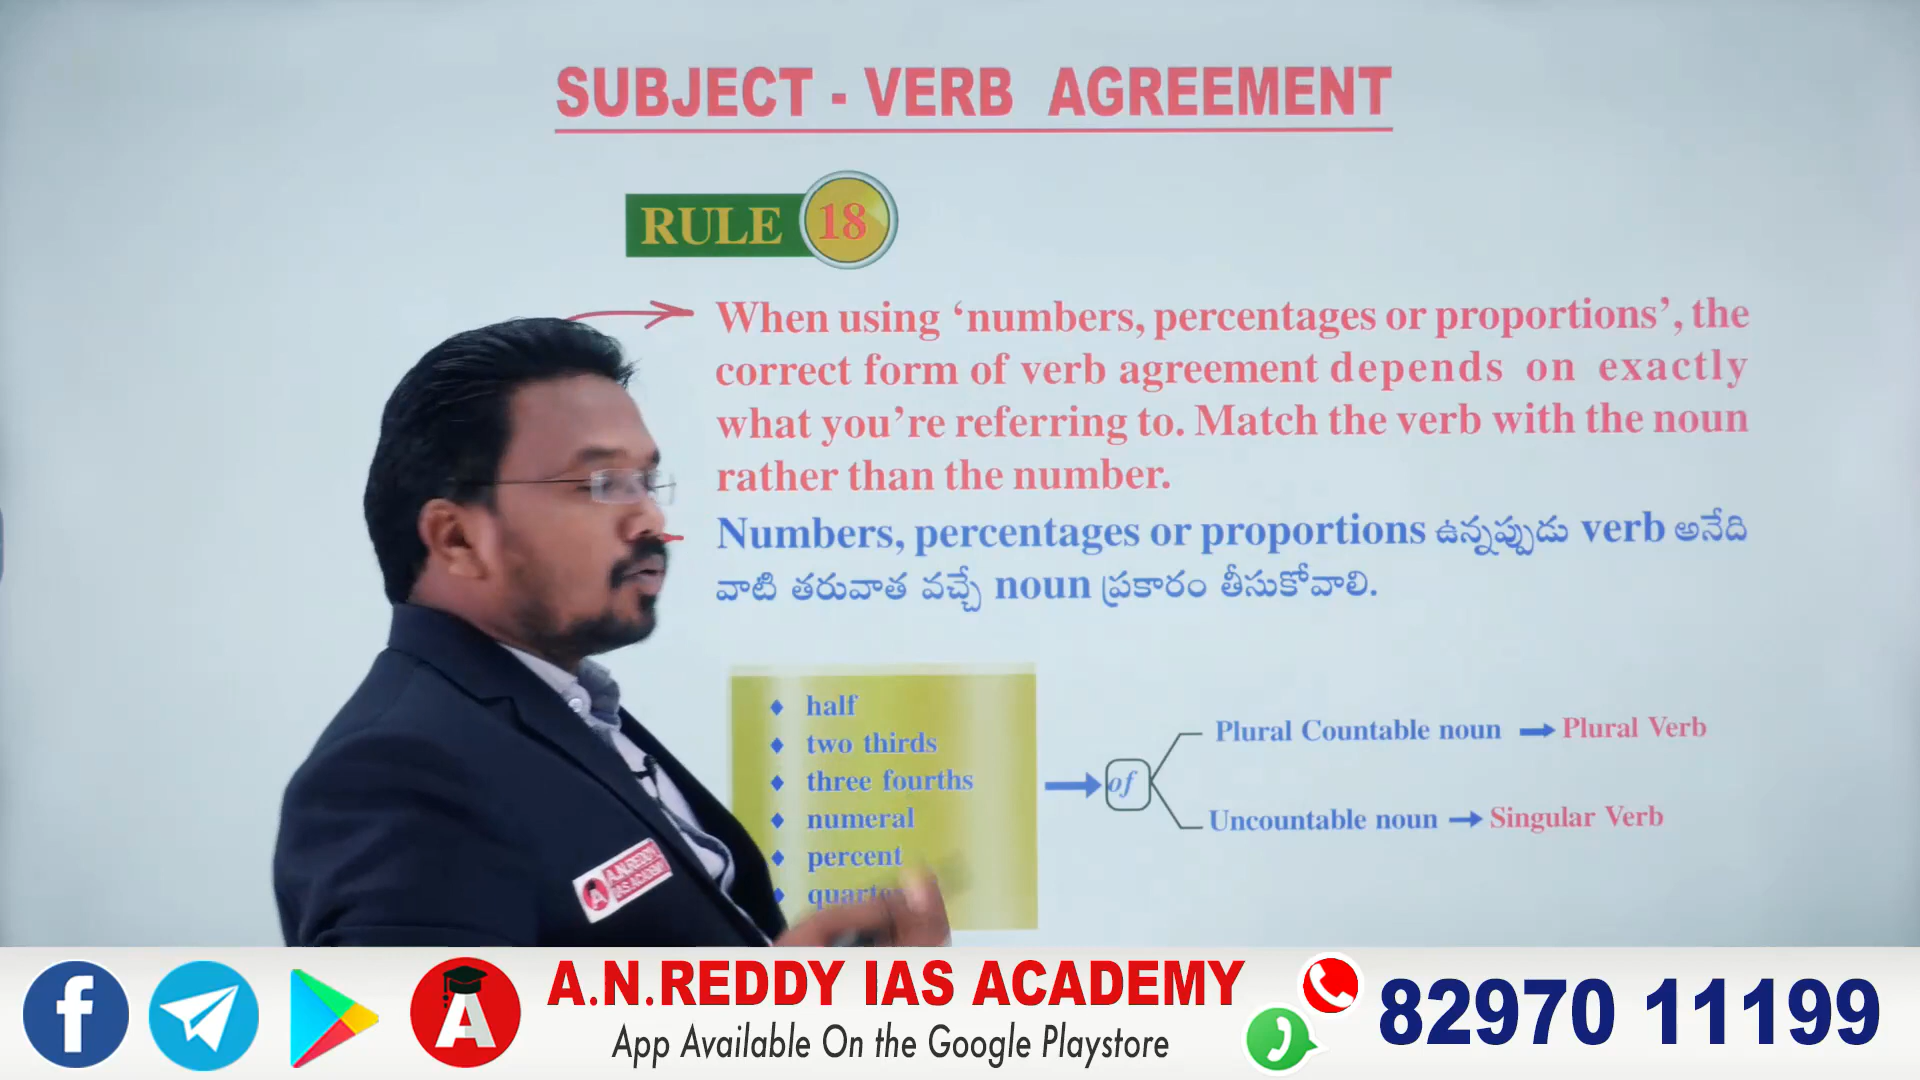 SUBJECT - VERB AGREEMENT
RULE 18
When using ‘numbers, percentages or proportions’, the
correct form of verb agreement depends on exactly
what you’re referring to. Match the verb with the noun
rather than the number.
Numbers, percentages or proportions ఉన్నప్పుడు verb అనేది
వాటి తరువాత వచ్చే noun ప్రకారం తీసుకోవాలి.
♦ half
♦ two thirds
♦ three fourths
♦ numeral
♦ percent
of
Plural Countable noun → Plural Verb
Uncountable noun → Singular Verb
A.N.REDDY
IAS ACADEMY
A.N.REDDY IAS ACADEMY
App Available On the Google Playstore
82970 11199